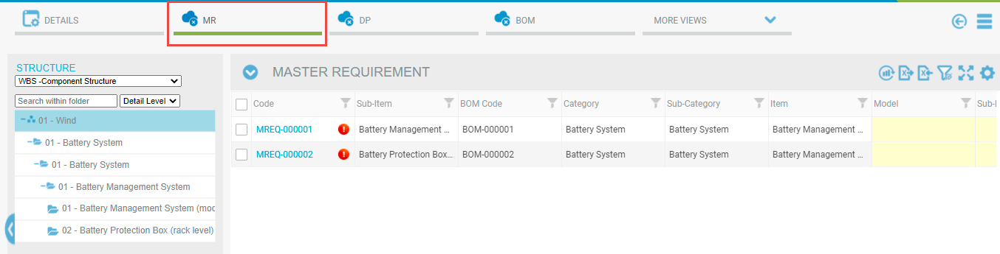 DETAILS
MR
DP
BOM
MORE VIEWS
STRUCTURE
WBS -Component Structure
Search within folder
Detail Level
01 - Wind
01 - Battery System
01 - Battery System
01 - Battery Management System
01 - Battery Management System (mod
02 - Battery Protection Box (rack level)
MASTER REQUIREMENT
Code Sub-Item BOM Code Category Sub-Category Item Model Sub-I
MREQ-000001 Battery Management ... BOM-000001 Battery System Battery System Battery Management ...
MREQ-000002 Battery Protection Box... BOM-000002 Battery System Battery System Battery Management ...